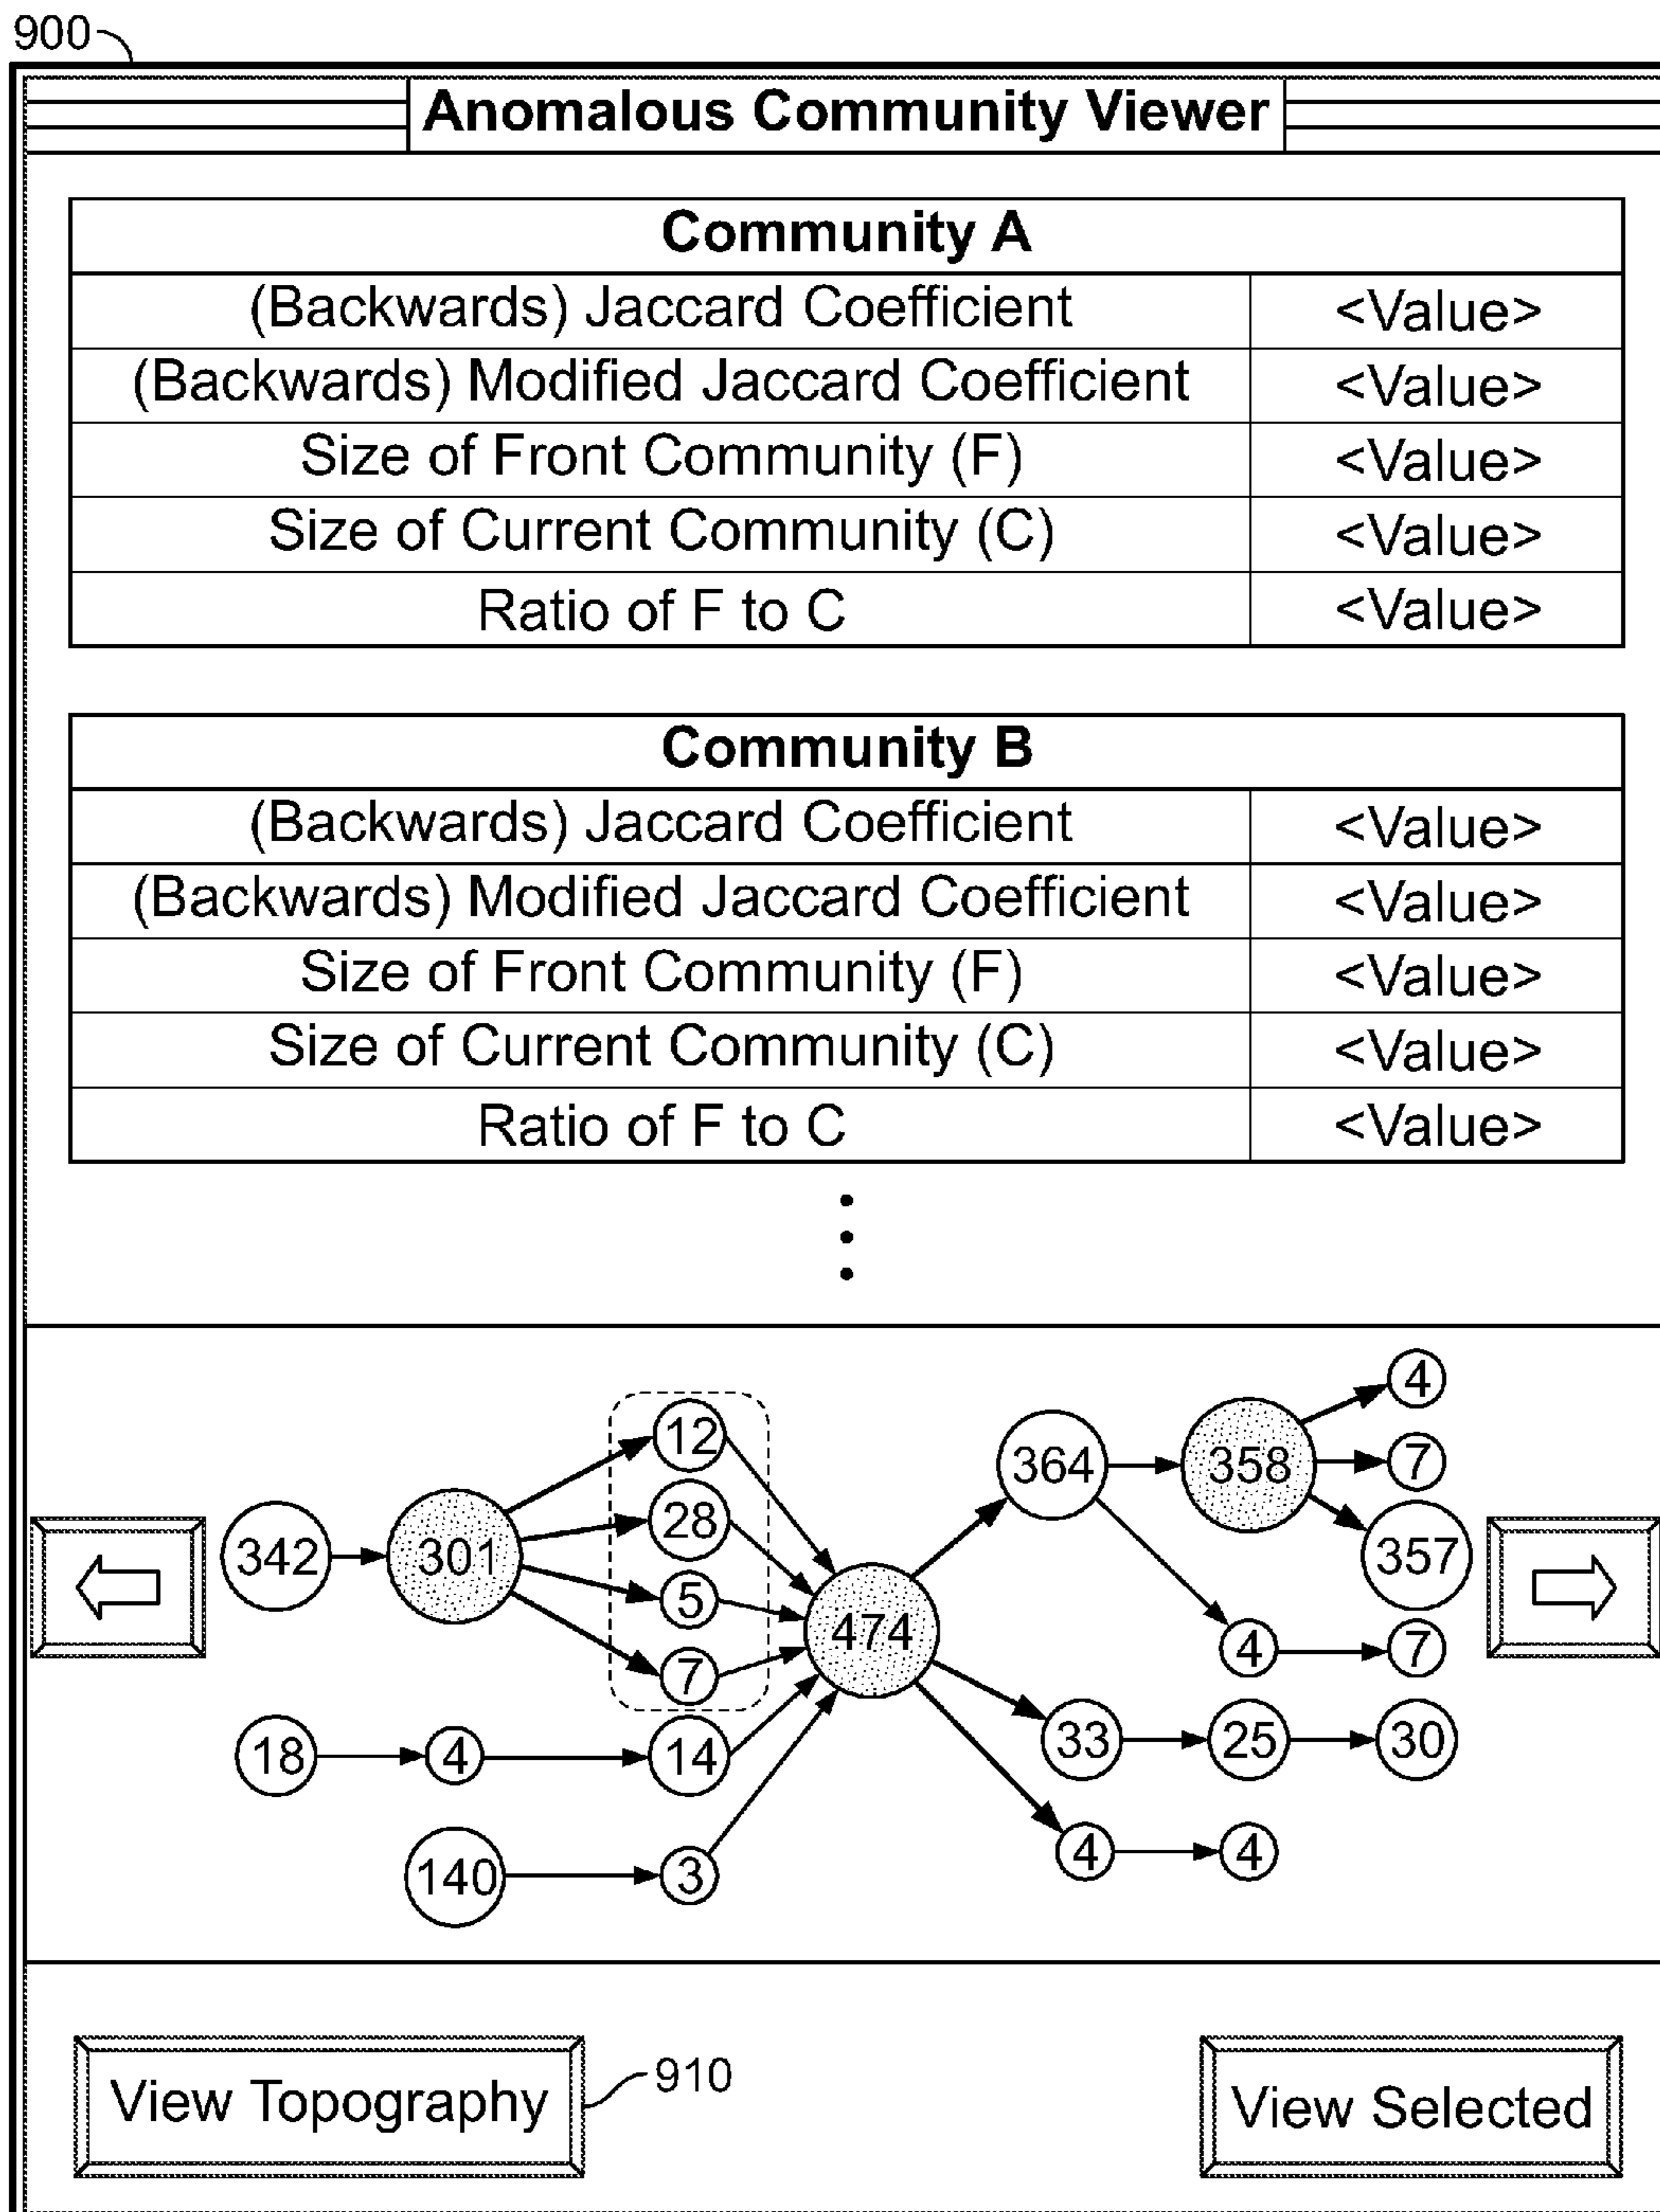 900
Anomalous Community Viewer
Community A
(Backwards) Jaccard Coefficient <Value>
(Backwards) Modified Jaccard Coefficient <Value>
Size of Front Community (F) <Value>
Size of Current Community (C) <Value>
Ratio of F to C <Value>
Community B
(Backwards) Jaccard Coefficient <Value>
(Backwards) Modified Jaccard Coefficient <Value>
Size of Front Community (F) <Value>
Size of Current Community (C) <Value>
Ratio of F to C <Value>
4
12 364 358 7
28
342 301 357
5
474
7 4 7
18 4 14 33 25 30
140 3 4 4
910
View Topography View Selected